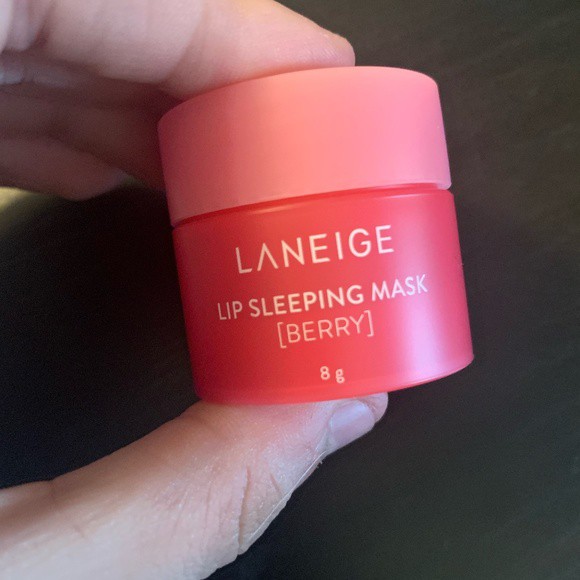 LANEIGE
LIP SLEEPING MASK
[BERRY]
8 g